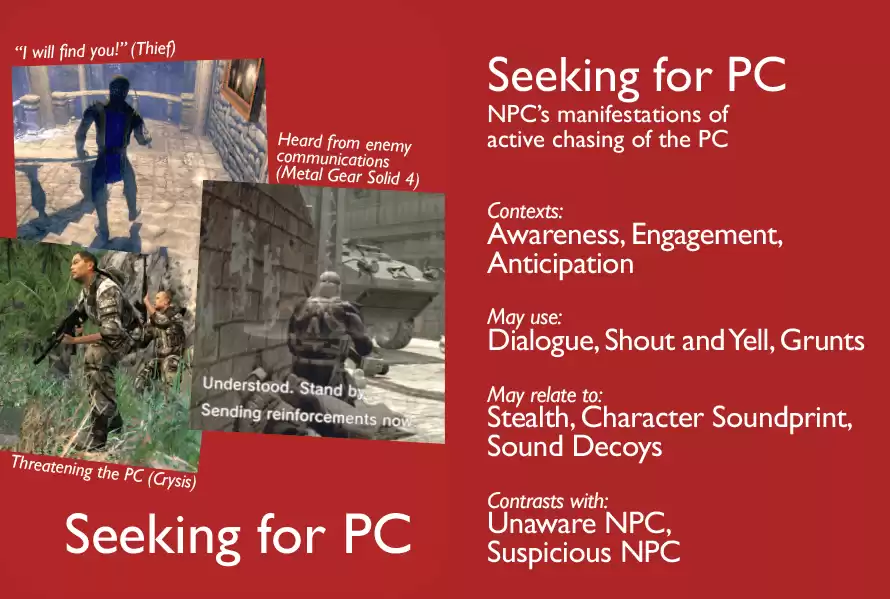 “I will find you!” (Thief)
Heard from enemy
communications
(Metal Gear Solid 4)
Understood. Stand by.
Sending reinforcements now.
Threatening the PC (Crysis)
Seeking for PC
Seeking for PC
NPC’s manifestations of
active chasing of the PC
Contexts:
Awareness, Engagement,
Anticipation
May use:
Dialogue, Shout and Yell, Grunts
May relate to:
Stealth, Character Soundprint,
Sound Decoys
Contrasts with:
Unaware NPC,
Suspicious NPC